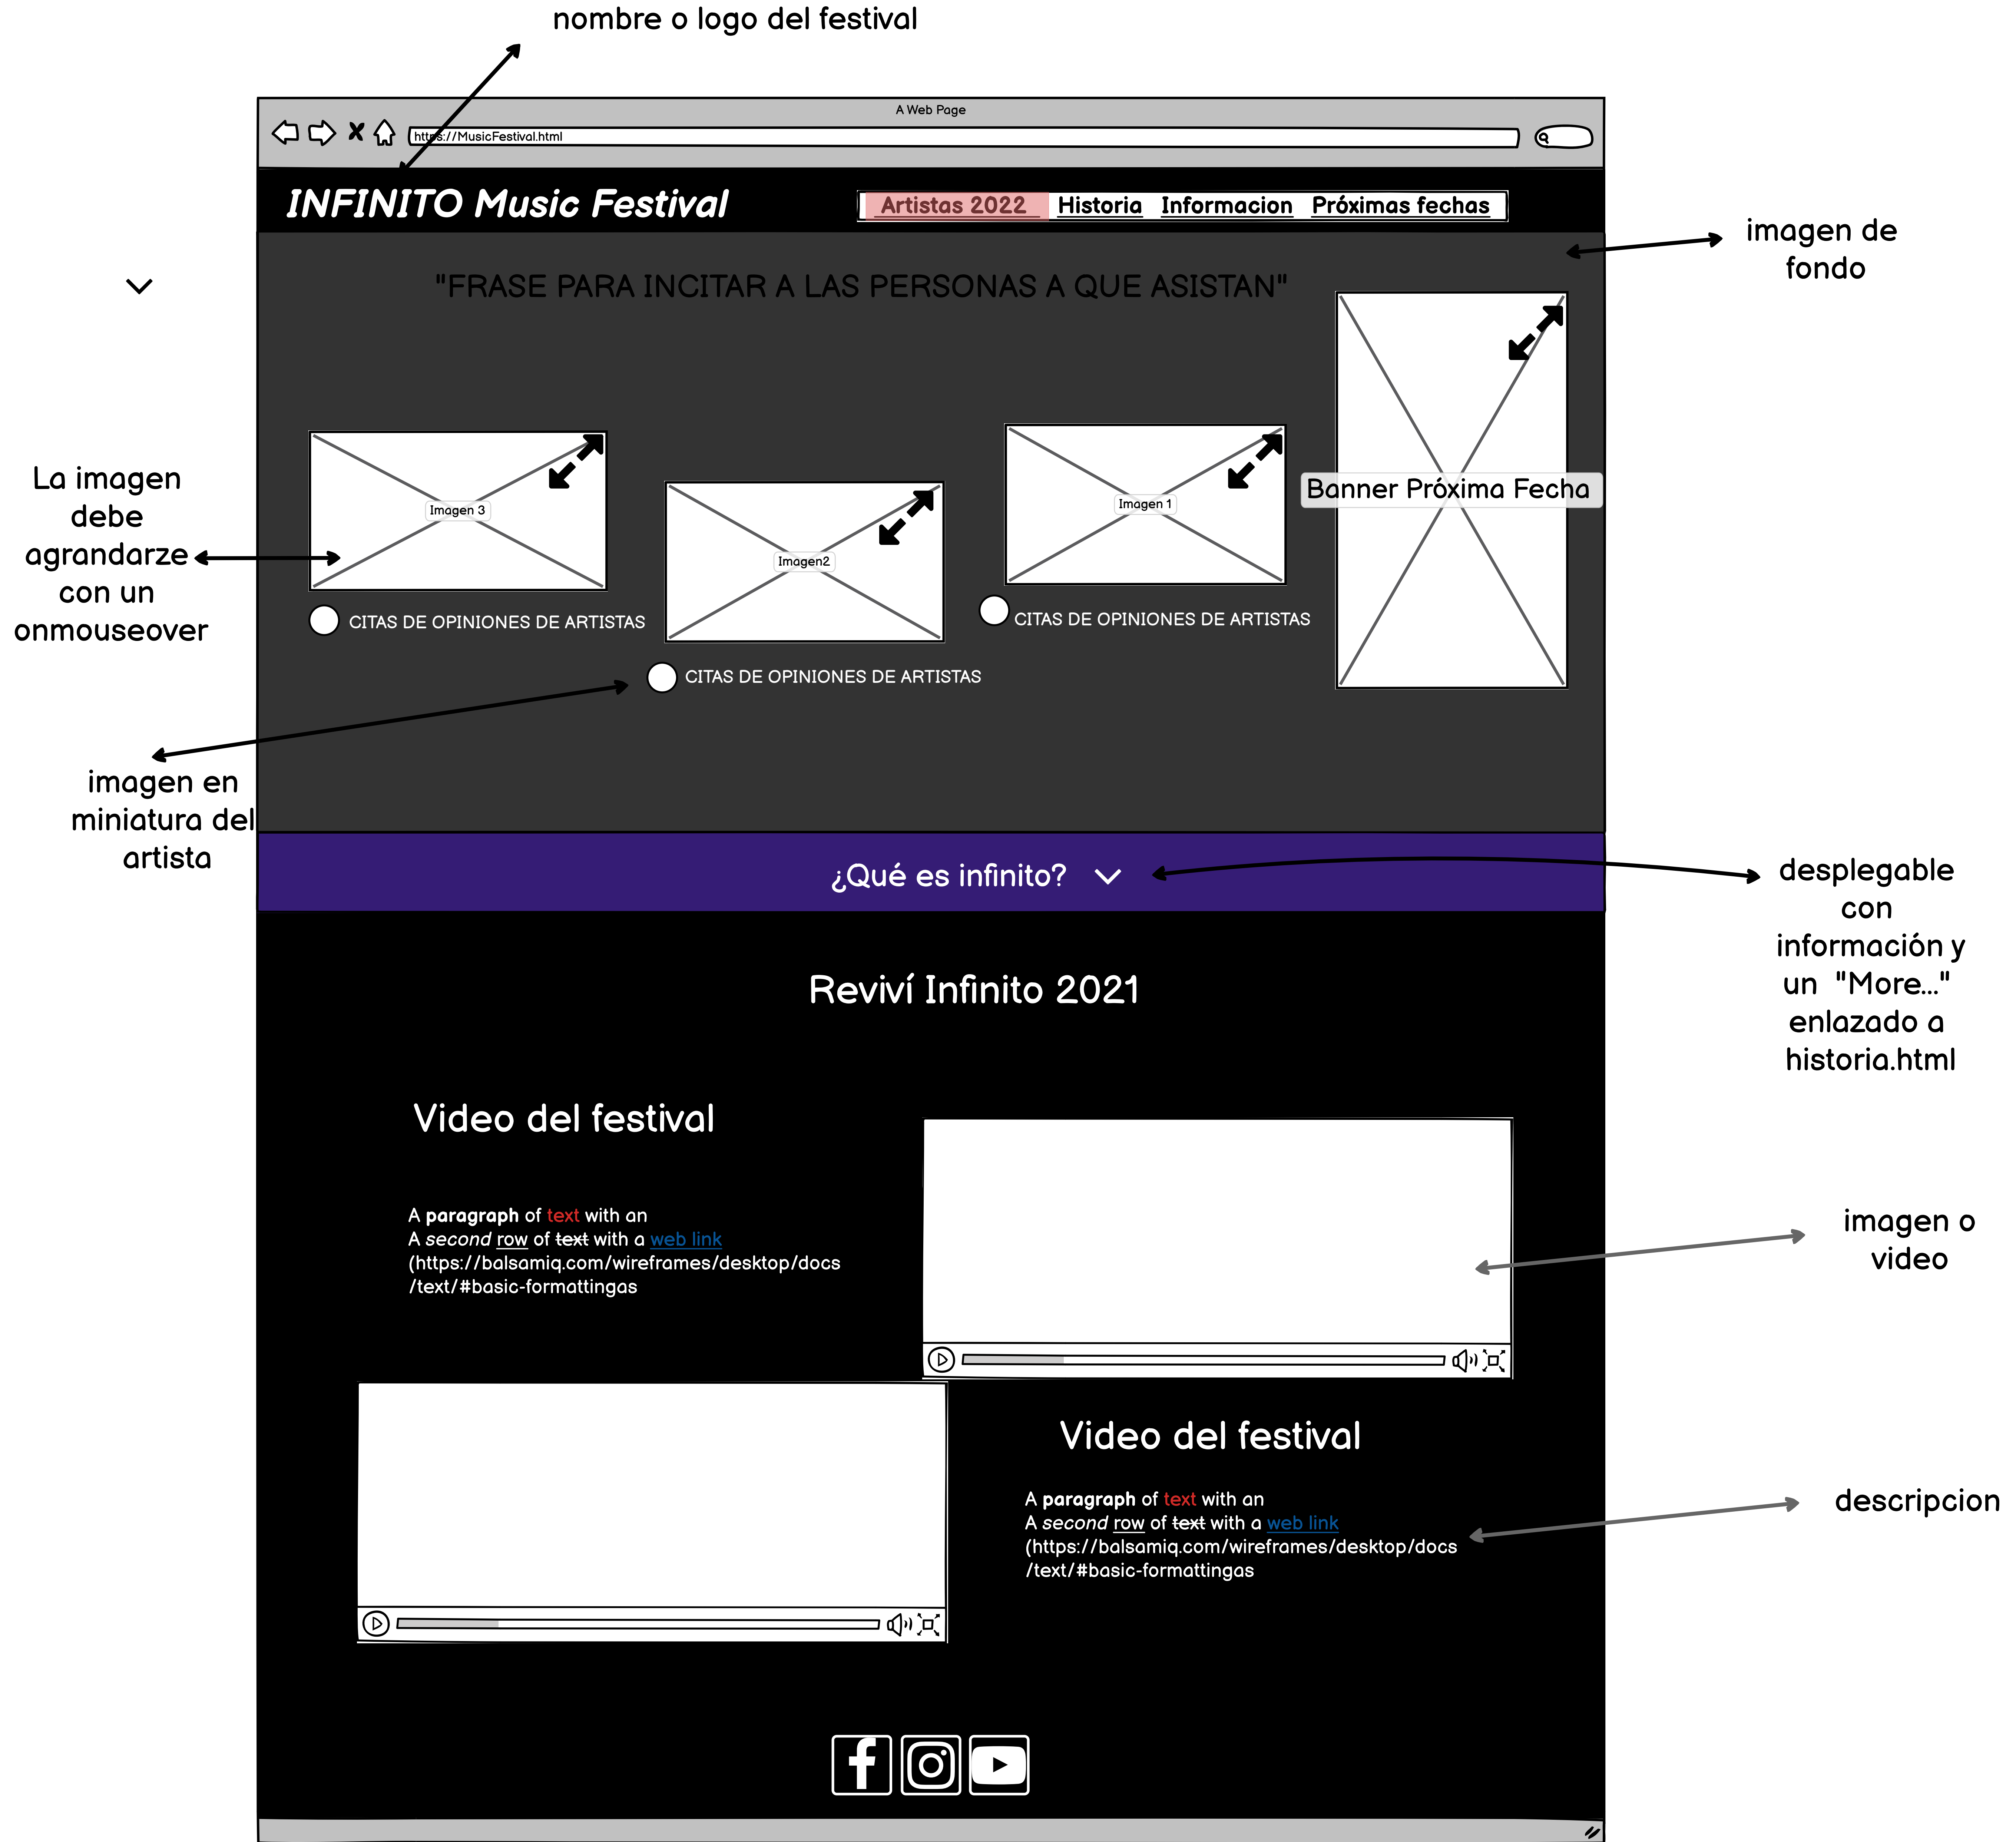 nombre o logo del festival
A Web Page
https://MusicFestival.html
INFINITO Music Festival
Artistas 2022 Historia Informacion Próximas fechas
imagen de
fondo
"FRASE PARA INCITAR A LAS PERSONAS A QUE ASISTAN"
La imagen
debe
agrandarze
con un
onmouseover
Imagen 3
Imagen2
Imagen 1
Banner Próxima Fecha
CITAS DE OPINIONES DE ARTISTAS
CITAS DE OPINIONES DE ARTISTAS
CITAS DE OPINIONES DE ARTISTAS
imagen en
miniatura del
artista
¿Qué es infinito?
desplegable
con
información y
un "More..."
enlazado a
historia.html
Reviví Infinito 2021
Video del festival
A paragraph of text with an
A second row of text with a web link
(https://balsamiq.com/wireframes/desktop/docs
/text/#basic-formattingas
imagen o
video
Video del festival
A paragraph of text with an
A second row of text with a web link
(https://balsamiq.com/wireframes/desktop/docs
/text/#basic-formattingas
descripcion